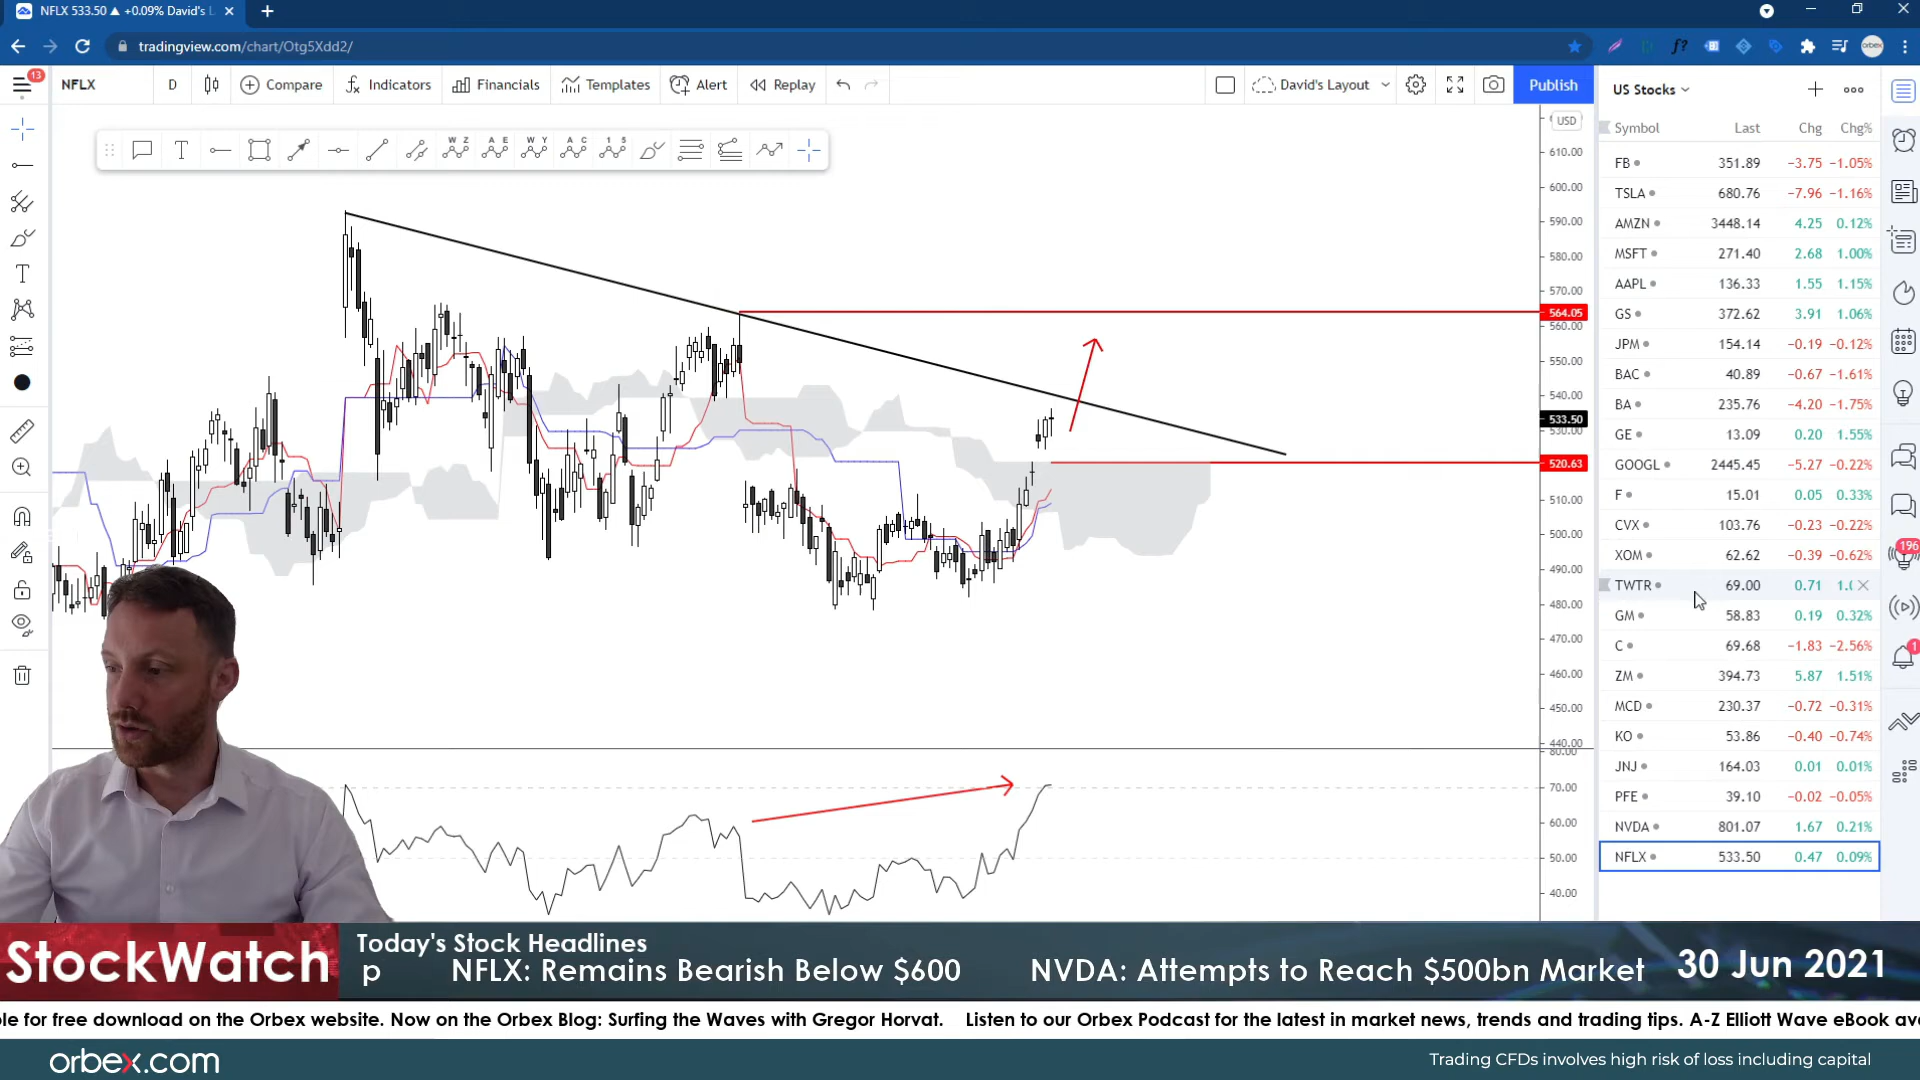 NFLX 533.50 ▲ +0.09% David's L
tradingview.com/chart/Otg5Xdd2/
13
NFLX D Compare Indicators Financials Templates Alert Replay David's Layout Publish
US Stocks
USD
W Z A E W Y A C 1 5
Symbol Last Chg Chg%
FB 351.89 −3.75 −1.05%
TSLA 680.76 −7.96 −1.16%
AMZN 3448.14 4.25 0.12%
MSFT 271.40 2.68 1.00%
AAPL 136.33 1.55 1.15%
GS 372.62 3.91 1.06%
JPM 154.14 −0.19 −0.12%
BAC 40.89 −0.67 −1.61%
BA 235.76 −4.20 −1.75%
GE 13.09 0.20 1.55%
GOOGL 2445.45 −5.27 −0.22%
F 15.01 0.05 0.33%
CVX 103.76 −0.23 −0.22%
XOM 62.62 −0.39 −0.62%
TWTR 69.00 0.71
GM 58.83 0.19 0.32%
C 69.68 −1.83 −2.56%
ZM 394.73 5.87 1.51%
MCD 230.37 −0.72 −0.31%
KO 53.86 −0.40 −0.74%
JNJ 164.03 0.01 0.01%
PFE 39.10 −0.02 −0.05%
NVDA 801.07 1.67 0.21%
NFLX 533.50 0.47 0.09%
196
1
610.00
600.00
590.00
580.00
570.00
564.05
560.00
550.00
540.00
533.50
530.00
520.63
510.00
500.00
490.00
480.00
470.00
460.00
450.00
440.00
80.00
70.00
60.00
50.00
40.00
StockWatch
Today's Stock Headlines
p NFLX: Remains Bearish Below $600 NVDA: Attempts to Reach $500bn Market
30 Jun 2021
le for free download on the Orbex website. Now on the Orbex Blog: Surfing the Waves with Gregor Horvat. Listen to our Orbex Podcast for the latest in market news, trends and trading tips. A-Z Elliott Wave eBook av
orbex.com
Trading CFDs involves high risk of loss including capital